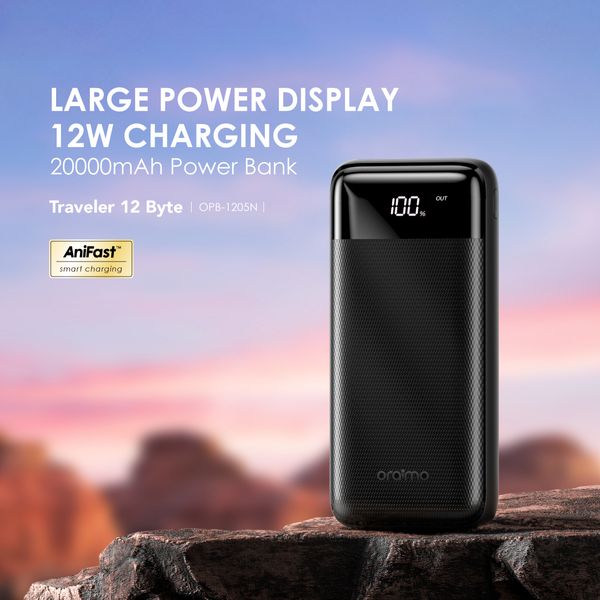 LARGE POWER DISPLAY
12W CHARGING
20000mAh Power Bank
Traveler 12 Byte | OPB-1205N |
AniFast™
smart charging
100% OUT
oraimo